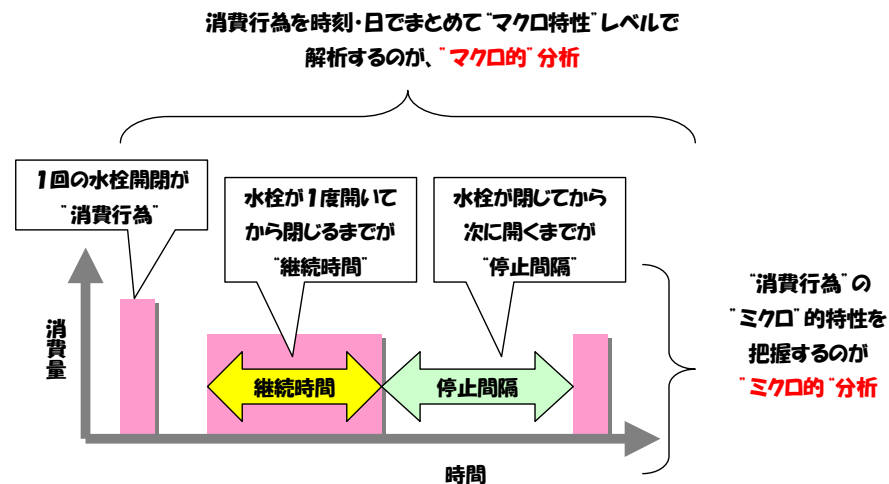 消費行為を時刻・日でまとめて"マクロ特性"レベルで
解析するのが、"マクロ的"分析
1回の水栓開閉が
"消費行為"
水栓が1度開いて
から閉じるまでが
"継続時間"
水栓が閉じてから
次に開くまでが
"停止間隔"
"消費行為"の
"ミクロ"的特性を
把握するのが
"ミクロ的"分析
消費量
継続時間
停止間隔
時間